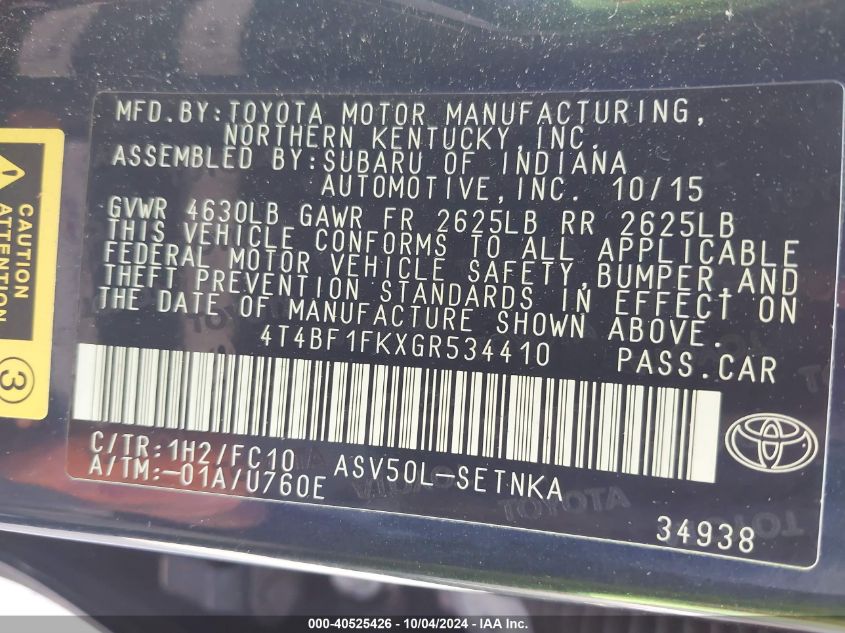 MFD.BY:TOYOTA MOTOR MANUFACTURING,
NORTHERN KENTUCKY,INC.
ASSEMBLED BY:SUBARU OF INDIANA
AUTOMOTIVE,INC. 10/15
GVWR 4630LB GAWR FR 2625LB RR 2625LB
THIS VEHICLE CONFORMS TO ALL APPLICABLE
FEDERAL MOTOR VEHICLE SAFETY,BUMPER,AND
THEFT PREVENTION STANDARDS IN EFFECT ON
THE DATE OF MANUFACTURE SHOWN ABOVE.
4T4BF1FKXGR534410 PASS.CAR
C/TR:1H2/FC10 ASV50L-SETNKA
A/TM:-01A/U760E
TOYOTA
34938
CAUTION
ATTENTION
3
000-40525426 - 10/04/2024 - IAA Inc.